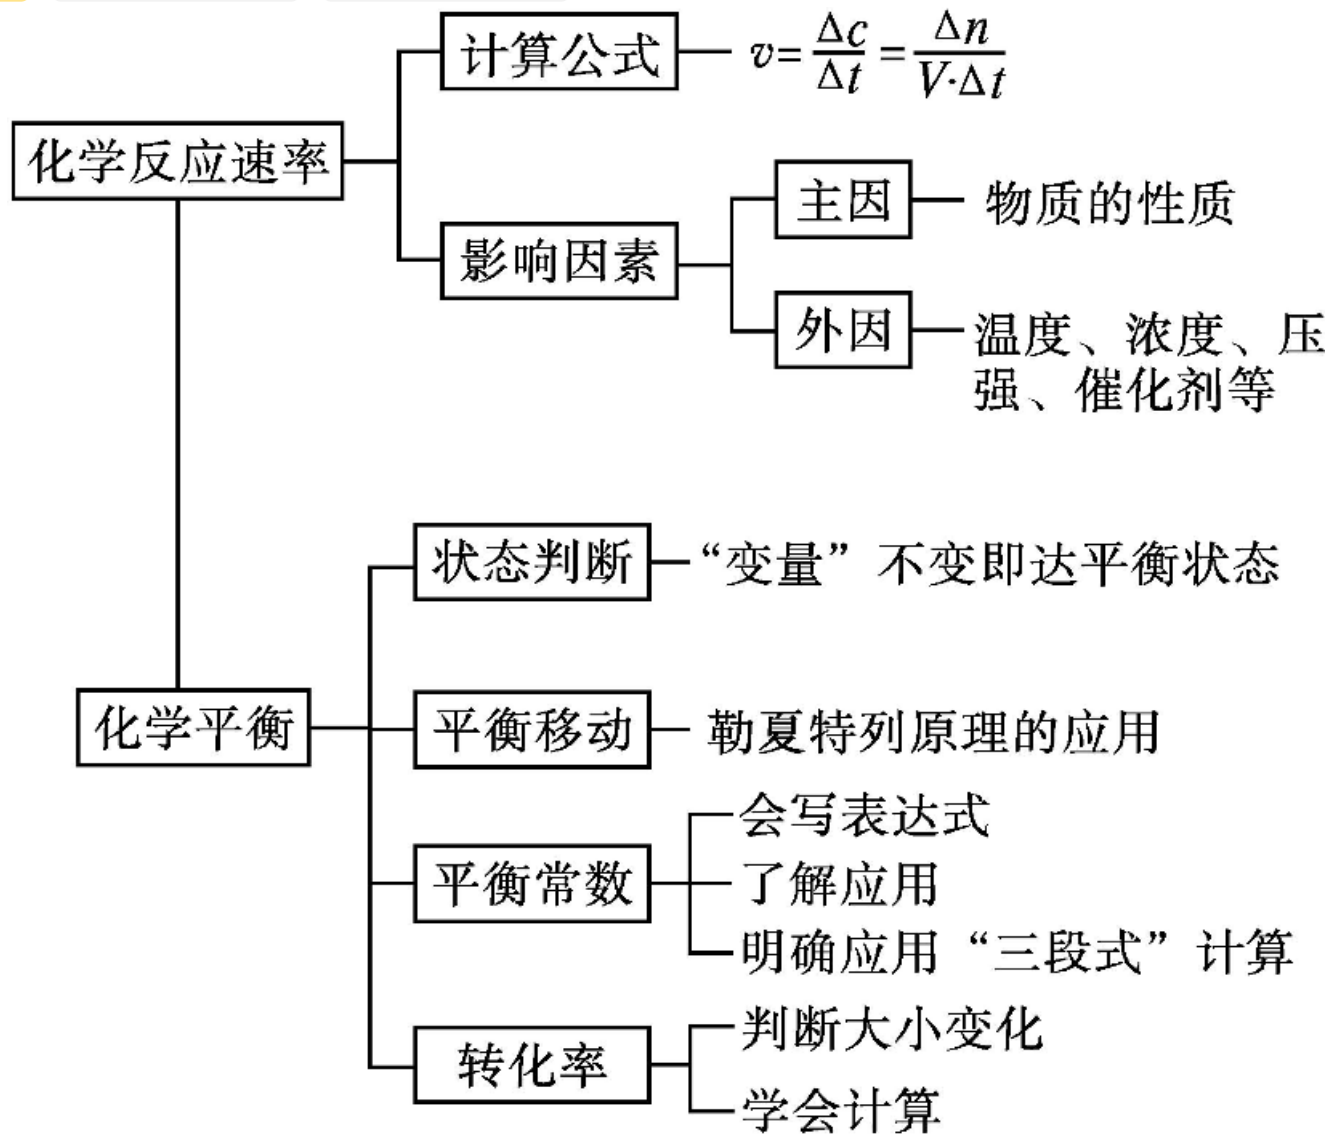 计算公式
v=Δc/Δt=Δn/V·Δt
化学反应速率
主因
物质的性质
影响因素
外因
温度、浓度、压
强、催化剂等
状态判断
“变量”不变即达平衡状态
化学平衡
平衡移动
勒夏特列原理的应用
平衡常数
会写表达式
了解应用
明确应用“三段式”计算
转化率
判断大小变化
学会计算